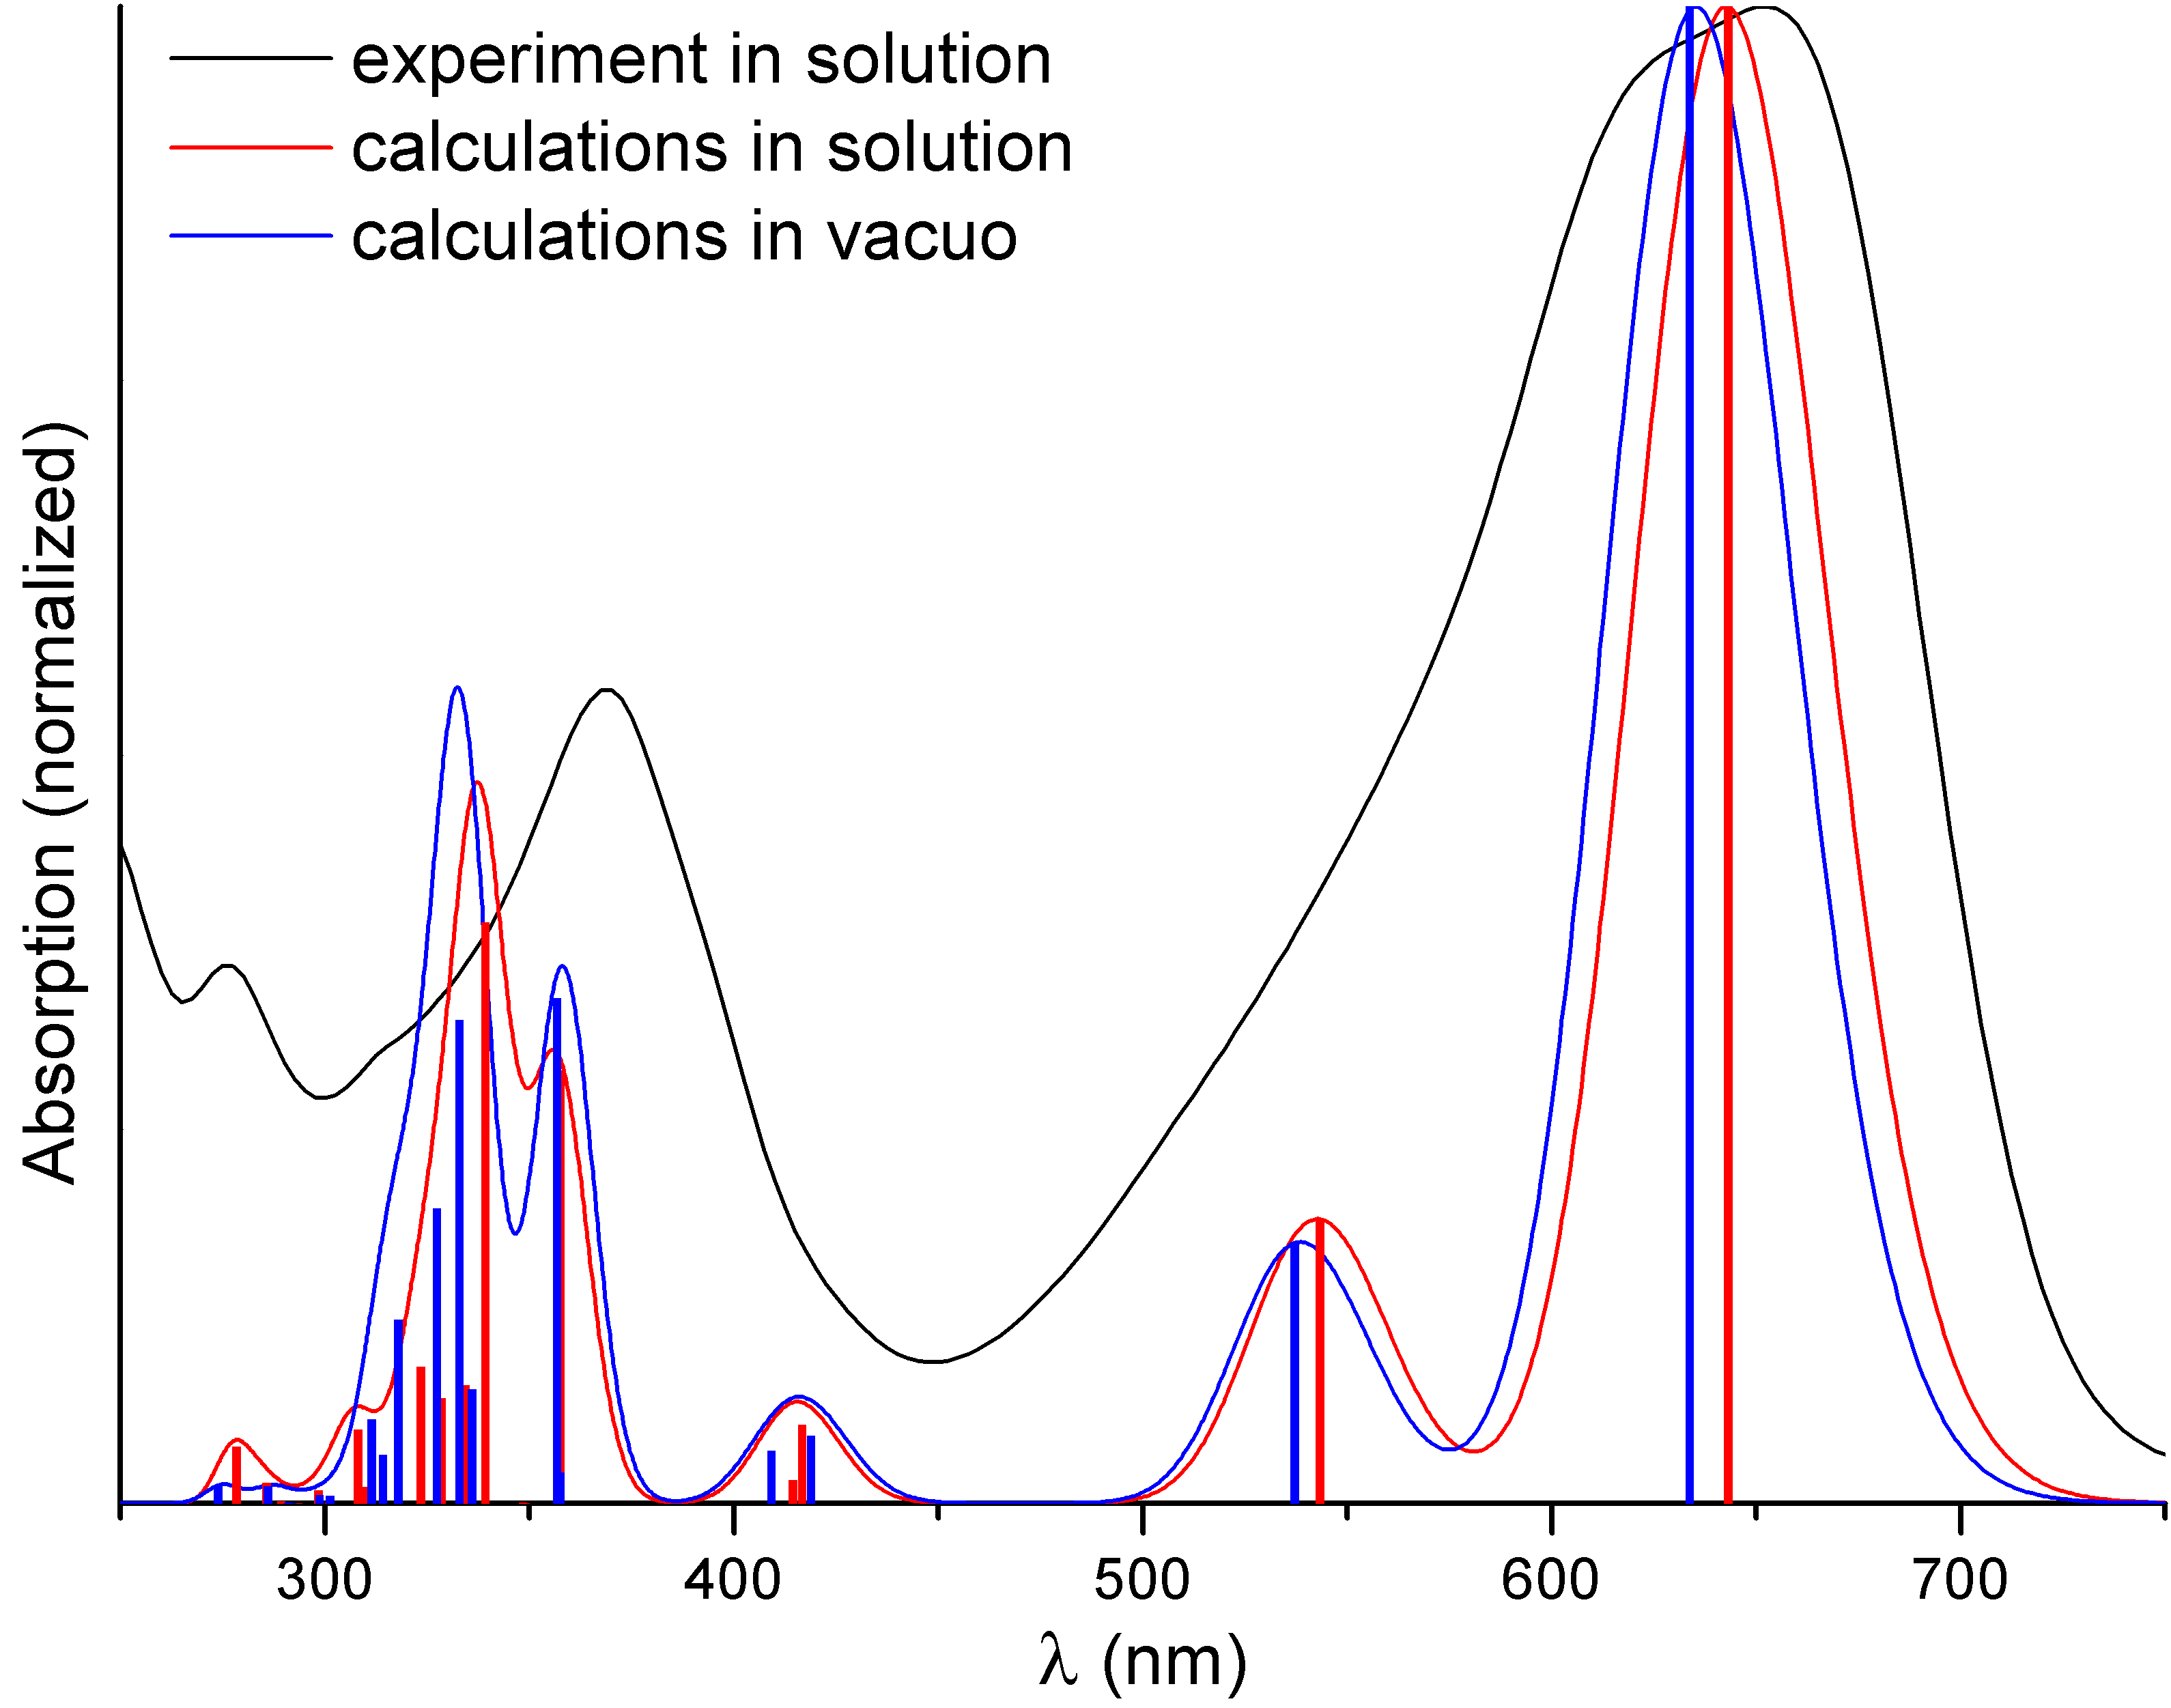 experiment in solution
calculations in solution
calculations in vacuo
Absorption (normalized)
300 400 500 600 700
λ (nm)